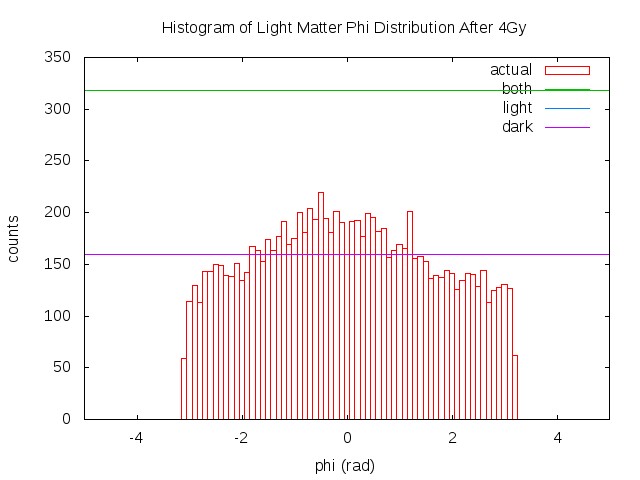 Histogram of Light Matter Phi Distribution After 4Gy
350
300
250
200
150
100
50
0
counts
actual
both
light
dark
-4 -2 0 2 4
phi (rad)